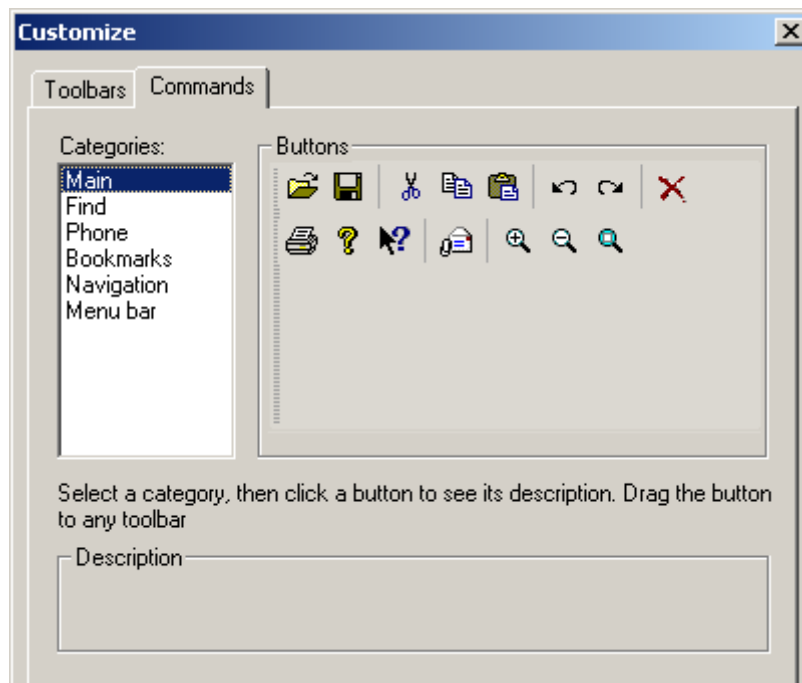 Customize
Toolbars
Commands
Categories:
Main
Find
Phone
Bookmarks
Navigation
Menu bar
Buttons
Select a category, then click a button to see its description. Drag the button
to any toolbar
Description